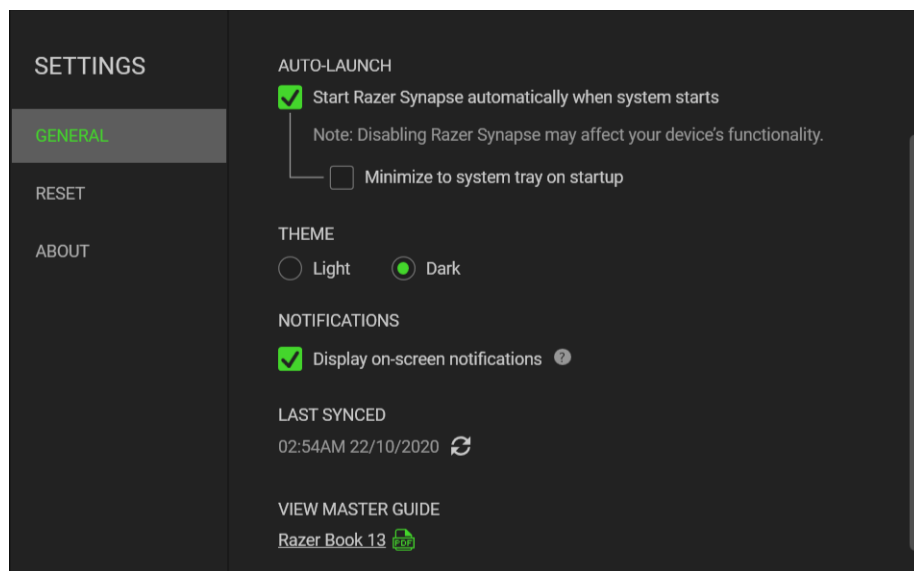 SETTINGS
GENERAL
RESET
ABOUT
AUTO-LAUNCH
Start Razer Synapse automatically when system starts
Note: Disabling Razer Synapse may affect your device's functionality.
Minimize to system tray on startup
THEME
Light Dark
NOTIFICATIONS
Display on-screen notifications ?
LAST SYNCED
02:54AM 22/10/2020
VIEW MASTER GUIDE
Razer Book 13 PDF